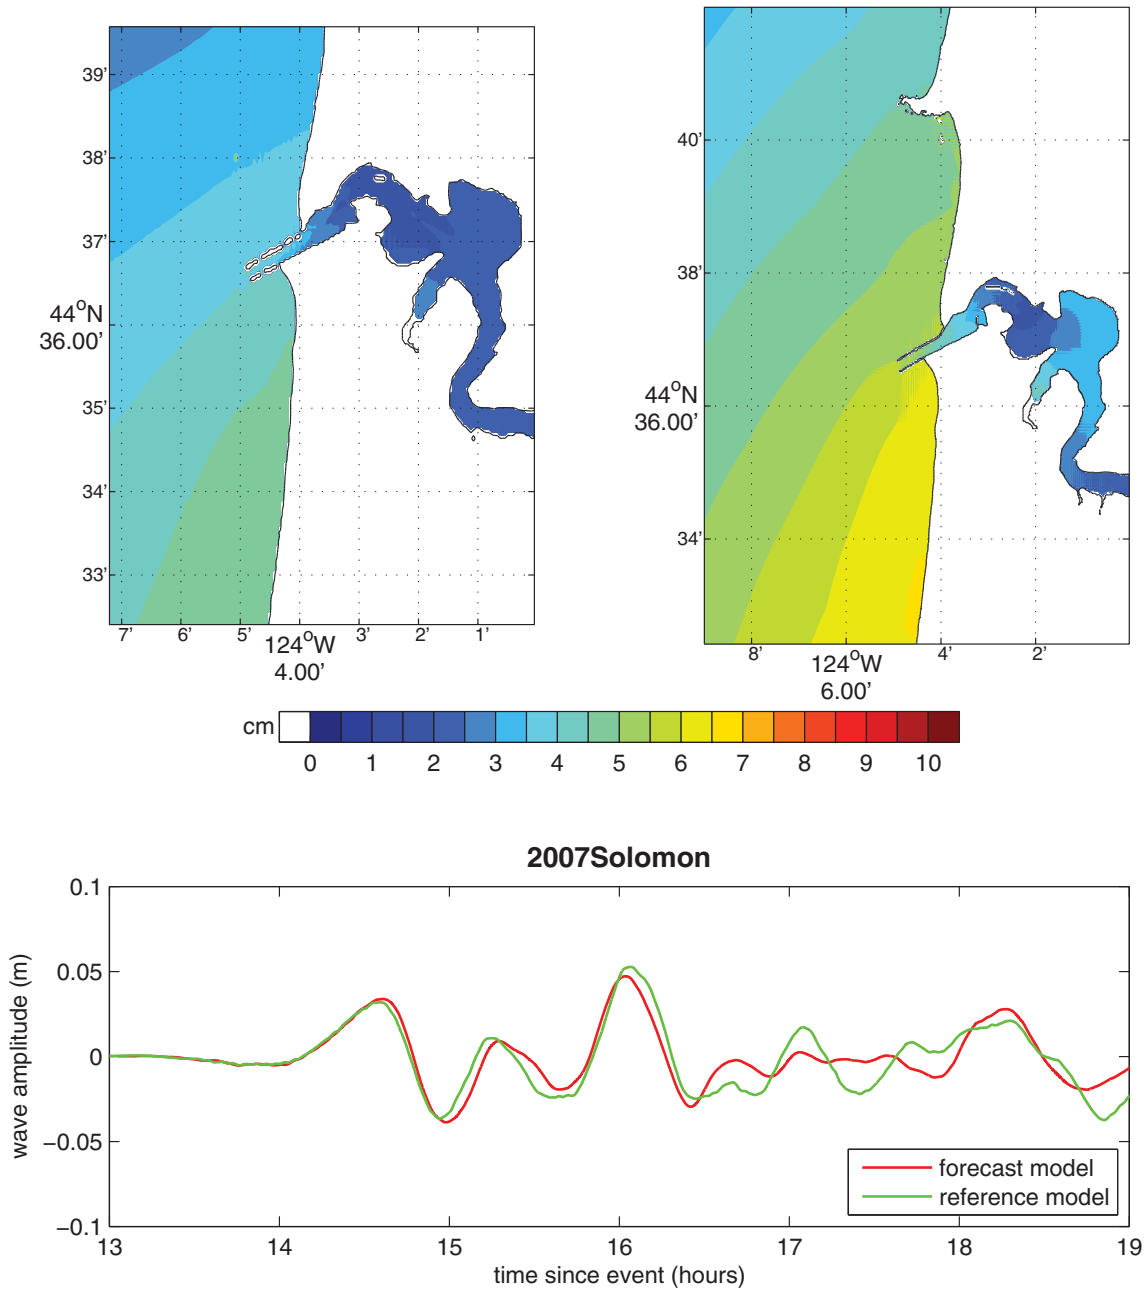 39'
38'
37'
44°N
36.00'
35'
34'
33'
7'
6'
5'
124°W
4.00'
3'
2'
1'
40'
38'
44°N
36.00'
34'
8'
124°W
6.00'
4'
2'
cm
0 1 2 3 4 5 6 7 8 9 10
2007Solomon
wave amplitude (m)
0.1
0.05
0
−0.05
−0.1
13 14 15 16 17 18 19
time since event (hours)
forecast model
reference model